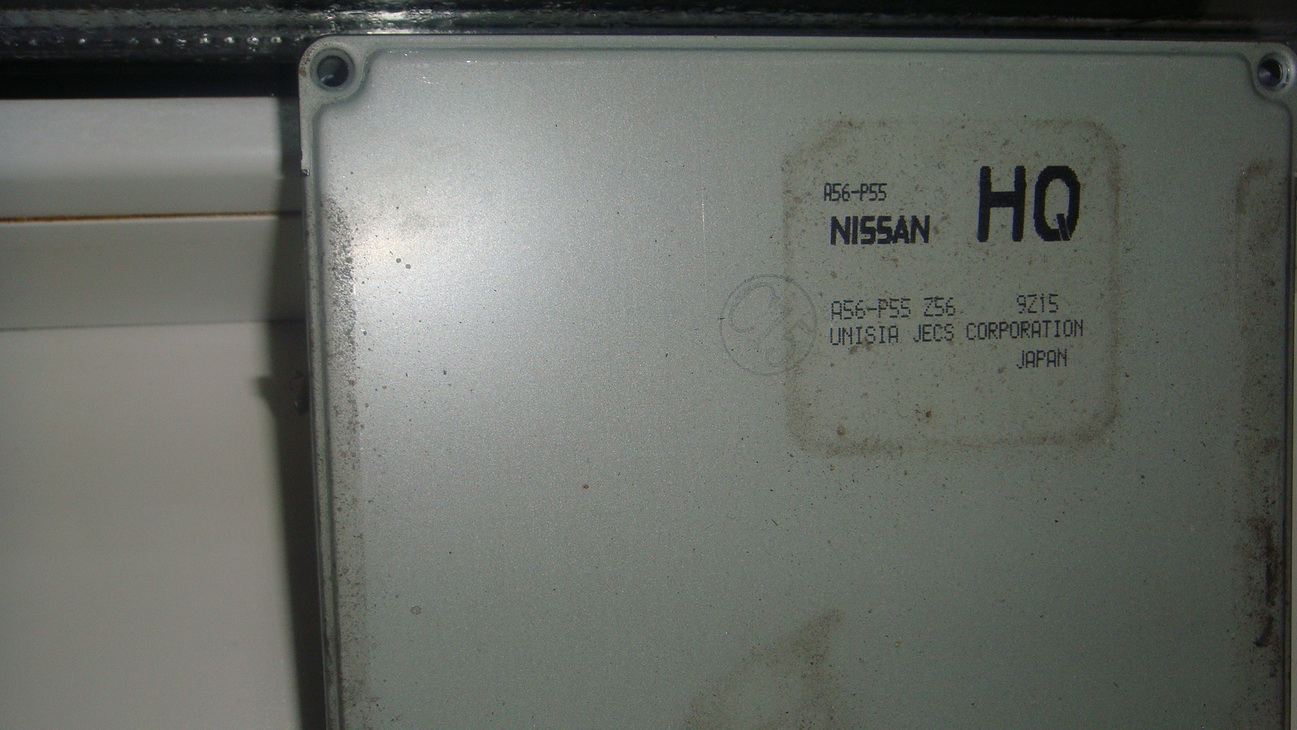 A56-P55
NISSAN HQ
A56-P55 Z56 9Z15
UNISIA JECS CORPORATION
JAPAN